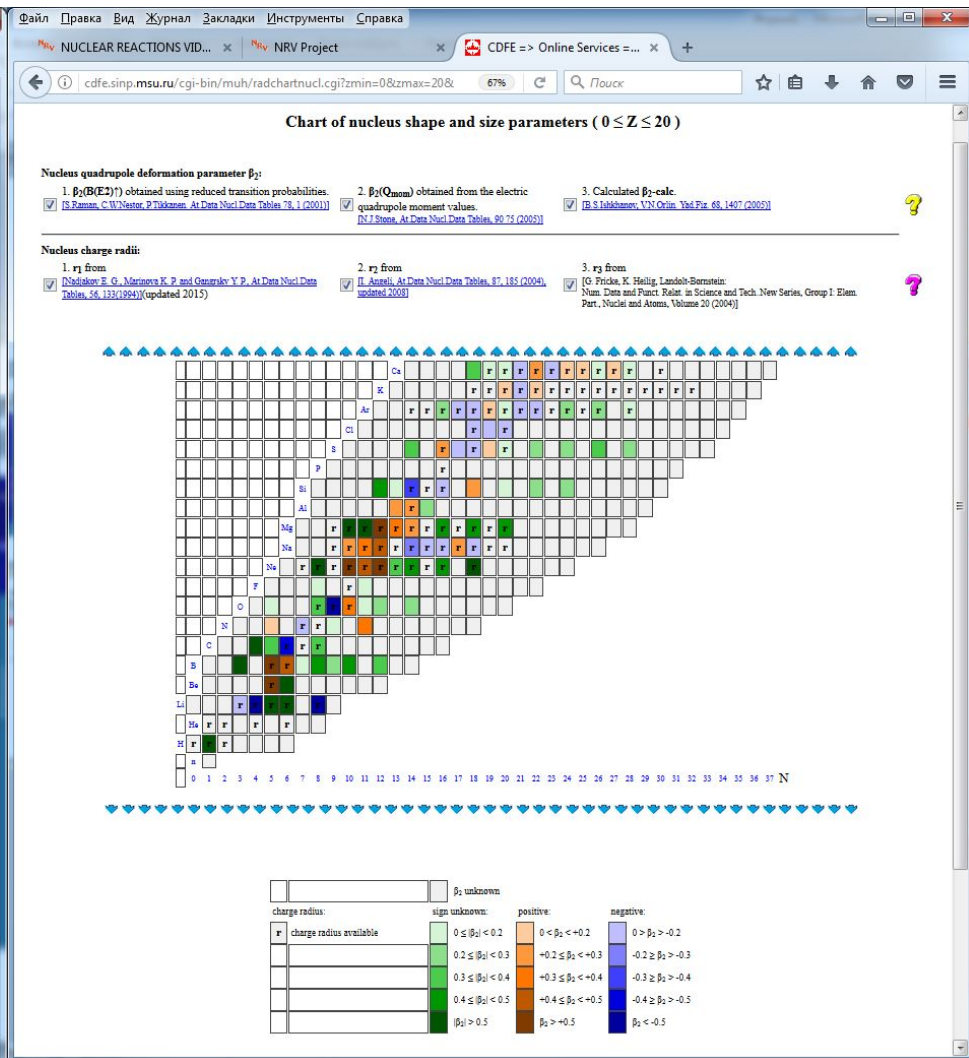 Файл Правка Вид Журнал Закладки Инструменты Справка
NRV NUCLEAR REACTIONS VID... × NRV NRV Project × CDFE => Online Services =... × +
cdfe.sinp.msu.ru/cgi-bin/muh/radchartnucl.cgi?zmin=0&zmax=20& 67% Поиск
Chart of nucleus shape and size parameters ( 0 ≤ Z ≤ 20 )
Nucleus quadrupole deformation parameter β₂:
1. β₂(B(E2)↑) obtained using reduced transition probabilities.
[S.Raman, C.W.Nestor, P.Tikkanen. At.Data Nucl.Data Tables 78, 1 (2001)]
2. β₂(Qmom) obtained from the electric
quadrupole moment values.
[N.J.Stone, At.Data Nucl.Data Tables, 90 75 (2005)]
3. Calculated β₂-calc.
[B.S.Ishkhanov, V.N.Orlin. Yad.Fiz. 68, 1407 (2005)]
?
Nucleus charge radii:
1. r₁ from
[Nadjakov E. G., Marinova K. P. and Gangrsky Y. P., At.Data Nucl.Data
Tables, 56, 133(1994)](updated 2015)
2. r₂ from
[I. Angeli, At.Data Nucl.Data Tables, 87, 185 (2004),
updated 2008]
3. r₃ from
[G. Fricke, K. Heilig, Landolt-Bornstein:
Num. Data and Funct. Relat. in Science and Tech. New Series, Group I: Elem.
Part., Nuclei and Atoms, Volume 20 (2004)]
?
Ca r r r r r r r r r r r
K r r r r r r r r r r r r r r
Ar r r r r r r r r r r r r r
Cl r r
S r r r
P r
Si r r r
Al r
Mg r r r r r r r r r r r
Na r r r r r r r r r r r
Ne r r r r r r r r r r
F r
O r r r
N r r
C r r r
B r r
Be r
Li r r r r r
He r r r r
H r r r
n
0 1 2 3 4 5 6 7 8 9 10 11 12 13 14 15 16 17 18 19 20 21 22 23 24 25 26 27 28 29 30 31 32 33 34 35 36 37 N
β₂ unknown
charge radius: sign unknown: positive: negative:
r charge radius available 0 ≤ |β₂| < 0.2 0 < β₂ < +0.2 0 > β₂ > -0.2
0.2 ≤ |β₂| < 0.3 +0.2 ≤ β₂ < +0.3 -0.2 ≥ β₂ > -0.3
0.3 ≤ |β₂| < 0.4 +0.3 ≤ β₂ < +0.4 -0.3 ≥ β₂ > -0.4
0.4 ≤ |β₂| < 0.5 +0.4 ≤ β₂ < +0.5 -0.4 ≥ β₂ > -0.5
|β₂| > 0.5 β₂ > +0.5 β₂ < -0.5